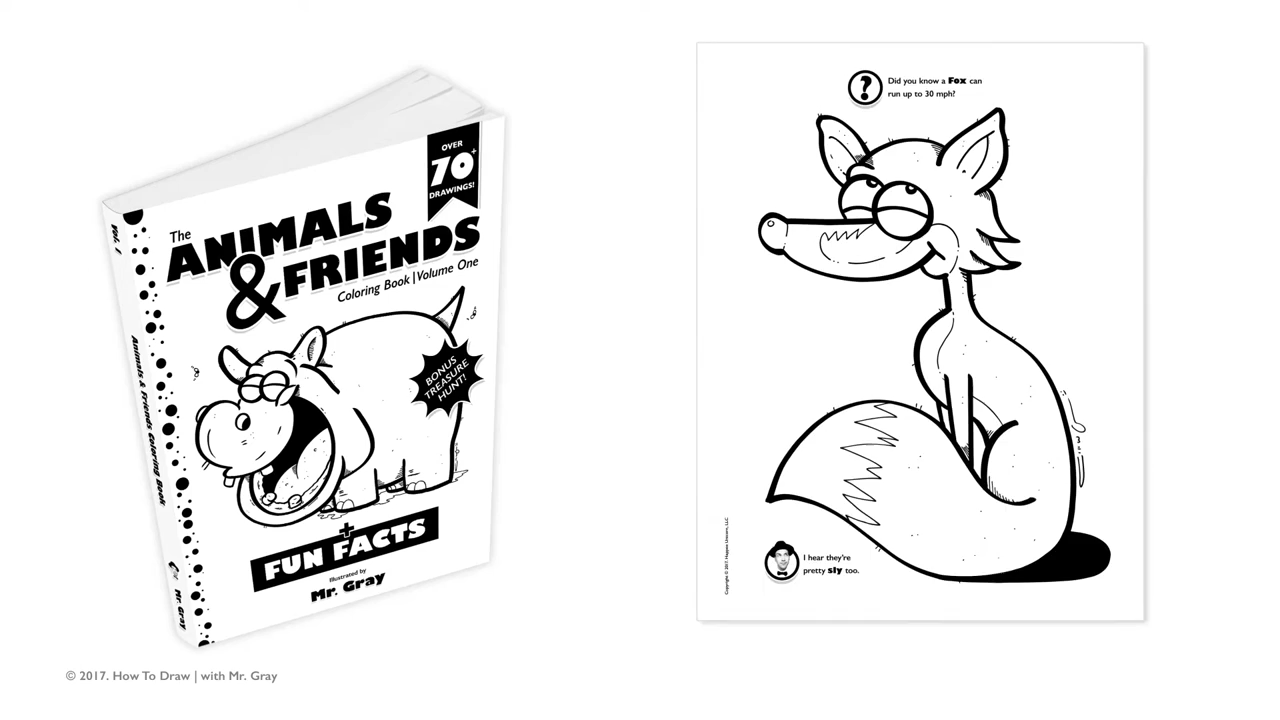 OVER
70+
DRAWINGS!
The
ANIMALS
& FRIENDS
Coloring Book | Volume One
BONUS
TREASURE
HUNT!
+
FUN FACTS
Illustrated by
Mr. Gray
Vol. 1
Animals & Friends Coloring Book
Mr. Gray
? Did you know a Fox can
run up to 30 mph?
I hear they're
pretty sly too.
© 2017. How To Draw | with Mr. Gray